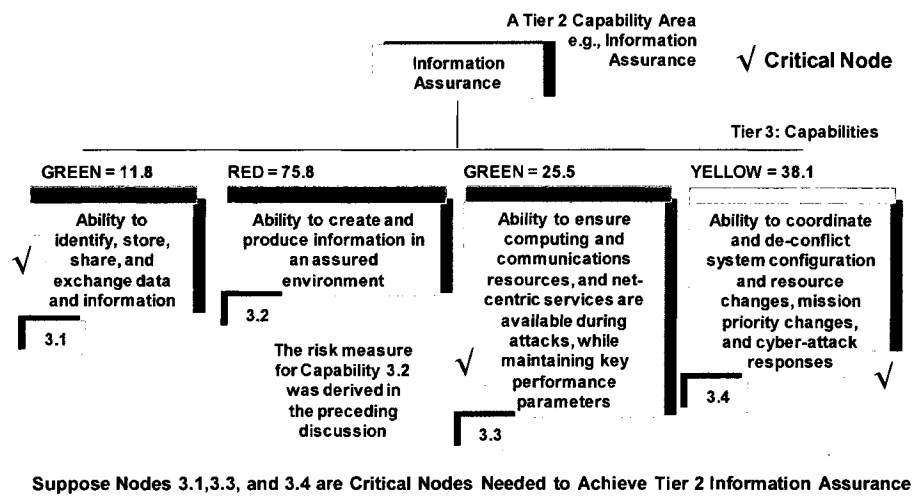 A Tier 2 Capability Area
e.g., Information
Assurance
√ Critical Node
Information
Assurance
Tier 3: Capabilities
GREEN = 11.8
Ability to
identify, store,
share, and
exchange data
and information
√
3.1
RED = 75.8
Ability to create and
produce information in
an assured
environment
3.2
The risk measure
for Capability 3.2
was derived in
the preceding
discussion
GREEN = 25.5
Ability to ensure
computing and
communications
resources, and net-
centric services are
available during
attacks, while
maintaining key
performance
parameters
√
3.3
YELLOW = 38.1
Ability to coordinate
and de-conflict
system configuration
and resource
changes, mission
priority changes,
and cyber-attack
responses
√
3.4
Suppose Nodes 3.1,3.3, and 3.4 are Critical Nodes Needed to Achieve Tier 2 Information Assurance